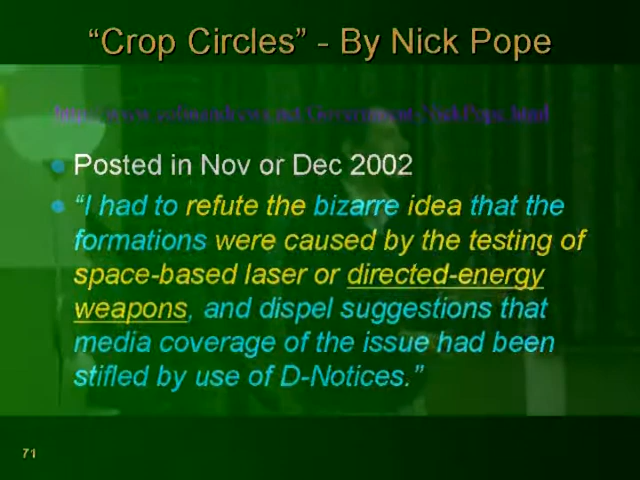 “Crop Circles” - By Nick Pope
Posted in Nov or Dec 2002
“I had to refute the bizarre idea that the
formations were caused by the testing of
space-based laser or directed-energy
weapons, and dispel suggestions that
media coverage of the issue had been
stifled by use of D-Notices.”
71